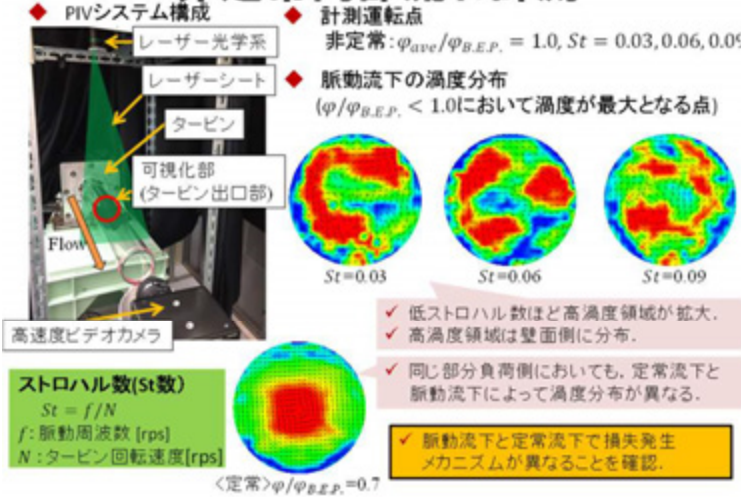 ◆ PIVシステム構成
レーザー光学系
レーザーシート
タービン
可視化部
(タービン出口部)
Flow
高速度ビデオカメラ
◆ 計測運転点
非定常:φave/φB.E.P. = 1.0, St = 0.03,0.06,0.09
◆ 脈動流下の渦度分布
(φ/φB.E.P. < 1.0において渦度が最大となる点)
St=0.03
St=0.06
St=0.09
✓ 低ストロハル数ほど高渦度領域が拡大.
✓ 高渦度領域は壁面側に分布.
✓ 同じ部分負荷側においても, 定常流下と
脈動流下によって渦度分布が異なる.
ストロハル数(St数)
St = f/N
f:脈動周波数 [rps]
N:タービン回転速度[rps]
<定常>φ/φB.E.P.=0.7
✓ 脈動流下と定常流下で損失発生
メカニズムが異なることを確認.